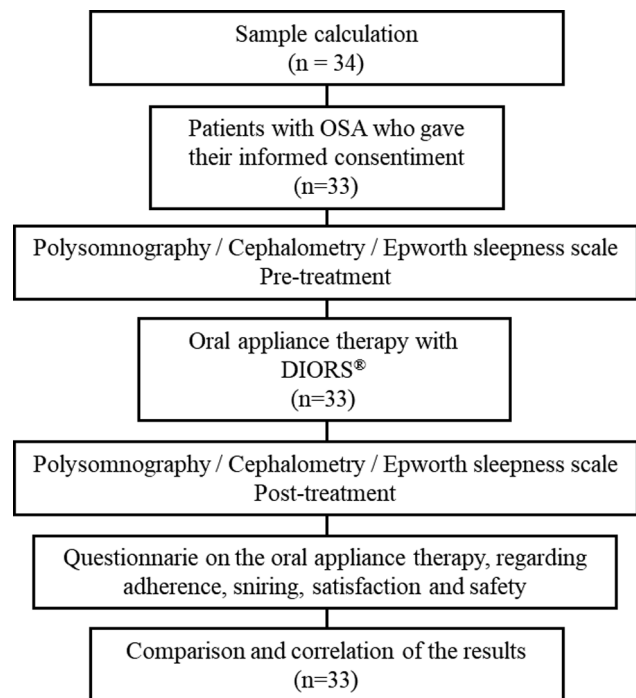 Sample calculation
(n = 34)
Patients with OSA who gave
their informed consentiment
(n=33)
Polysomnography / Cephalometry / Epworth sleepness scale
Pre-treatment
Oral appliance therapy with
DIORS®
(n=33)
Polysomnography / Cephalometry / Epworth sleepness scale
Post-treatment
Questionnarie on the oral appliance therapy, regarding
adherence, sniring, satisfaction and safety
Comparison and correlation of the results
(n=33)